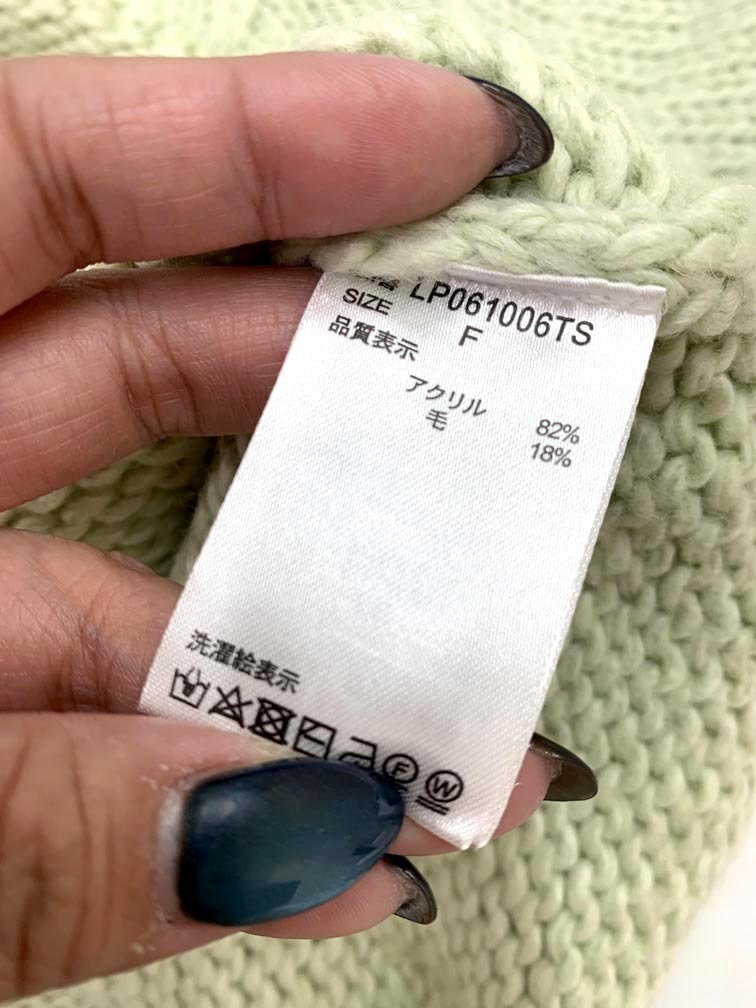 LP061006TS
SIZE F
品質表示
アクリル 82%
毛 18%
洗濯絵表示
F W